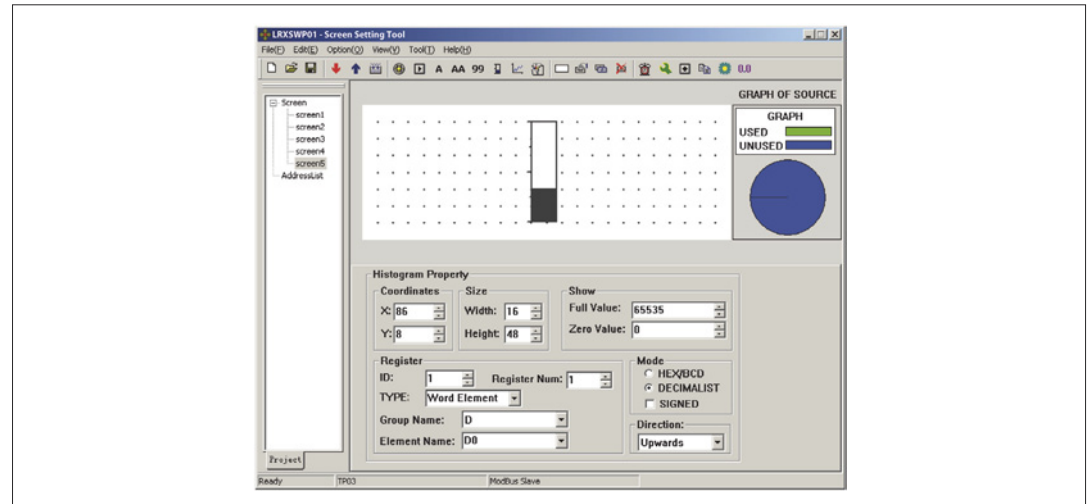 LRXSWP01 - Screen Setting Tool
File(F) Edit(E) Option(O) View(V) Tool(T) Help(H)
A AA 99 0.0
Screen
screen1
screen2
screen3
screen4
screen5
AddressList
Project
GRAPH OF SOURCE
GRAPH
USED
UNUSED
Histogram Property
Coordinates
X: 86
Y: 8
Size
Width: 16
Height: 48
Show
Full Value: 65535
Zero Value: 0
Register
ID: 1 Register Num: 1
TYPE: Word Element
Group Name: D
Element Name: D0
Mode
HEX/BCD
DECIMALIST
SIGNED
Direction:
Upwards
Ready TP03 ModBus Slave